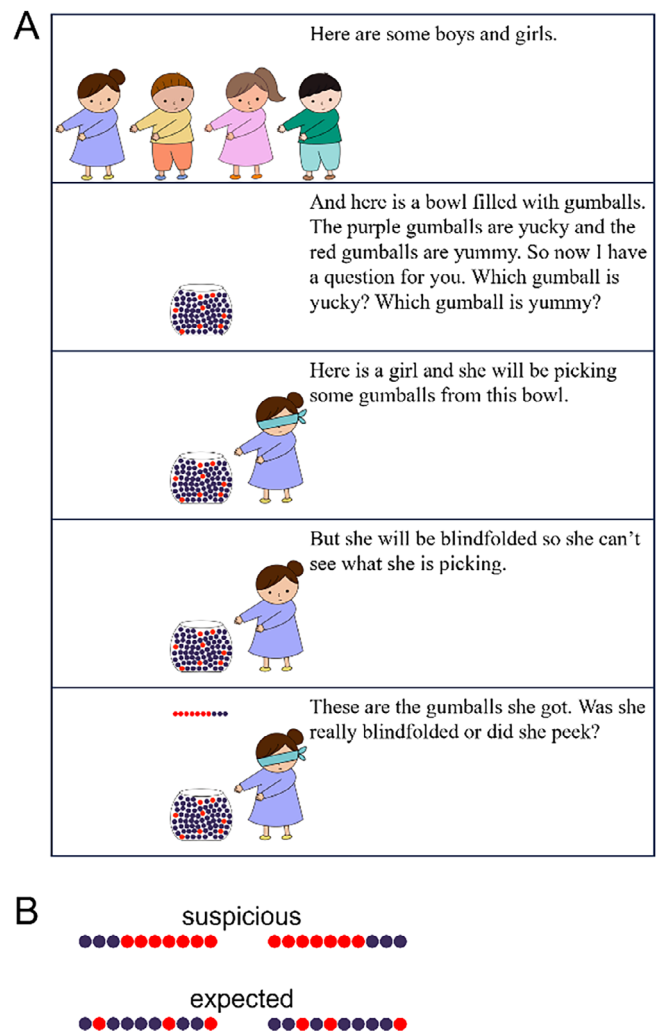 A
Here are some boys and girls.
And here is a bowl filled with gumballs.
The purple gumballs are yucky and the
red gumballs are yummy. So now I have
a question for you. Which gumball is
yucky? Which gumball is yummy?
Here is a girl and she will be picking
some gumballs from this bowl.
But she will be blindfolded so she can't
see what she is picking.
These are the gumballs she got. Was she
really blindfolded or did she peek?
B
suspicious
expected